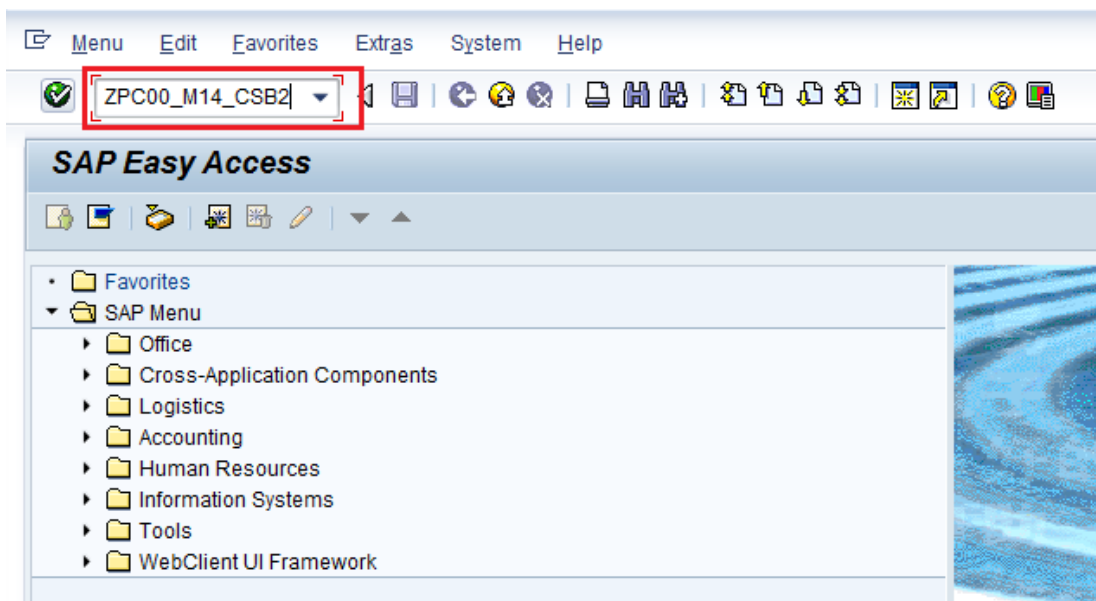 Menu Edit Favorites Extras System Help
ZPC00_M14_CSB2
SAP Easy Access
Favorites
SAP Menu
Office
Cross-Application Components
Logistics
Accounting
Human Resources
Information Systems
Tools
WebClient UI Framework